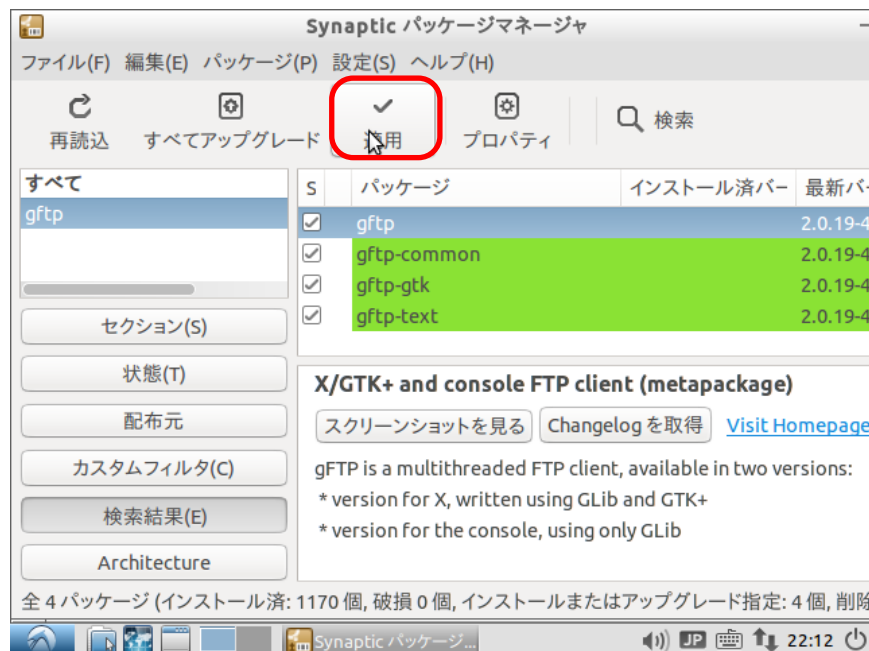 Synaptic パッケージマネージャ
ファイル(F) 編集(E) パッケージ(P) 設定(S) ヘルプ(H)
再読込 すべてアップグレード 適用 プロパティ 検索
すべて
gftp
S パッケージ インストール済バー 最新バー
gftp 2.0.19-4
gftp-common 2.0.19-4
gftp-gtk 2.0.19-4
gftp-text 2.0.19-4
セクション(S)
状態(T)
配布元
カスタムフィルタ(C)
検索結果(E)
Architecture
X/GTK+ and console FTP client (metapackage)
スクリーンショットを見る Changelog を取得 Visit Homepage
gFTP is a multithreaded FTP client, available in two versions:
* version for X, written using GLib and GTK+
* version for the console, using only GLib
全 4 パッケージ (インストール済: 1170 個, 破損 0 個, インストールまたはアップグレード指定: 4 個, 削除
Synaptic パッケージ... JP 22:12